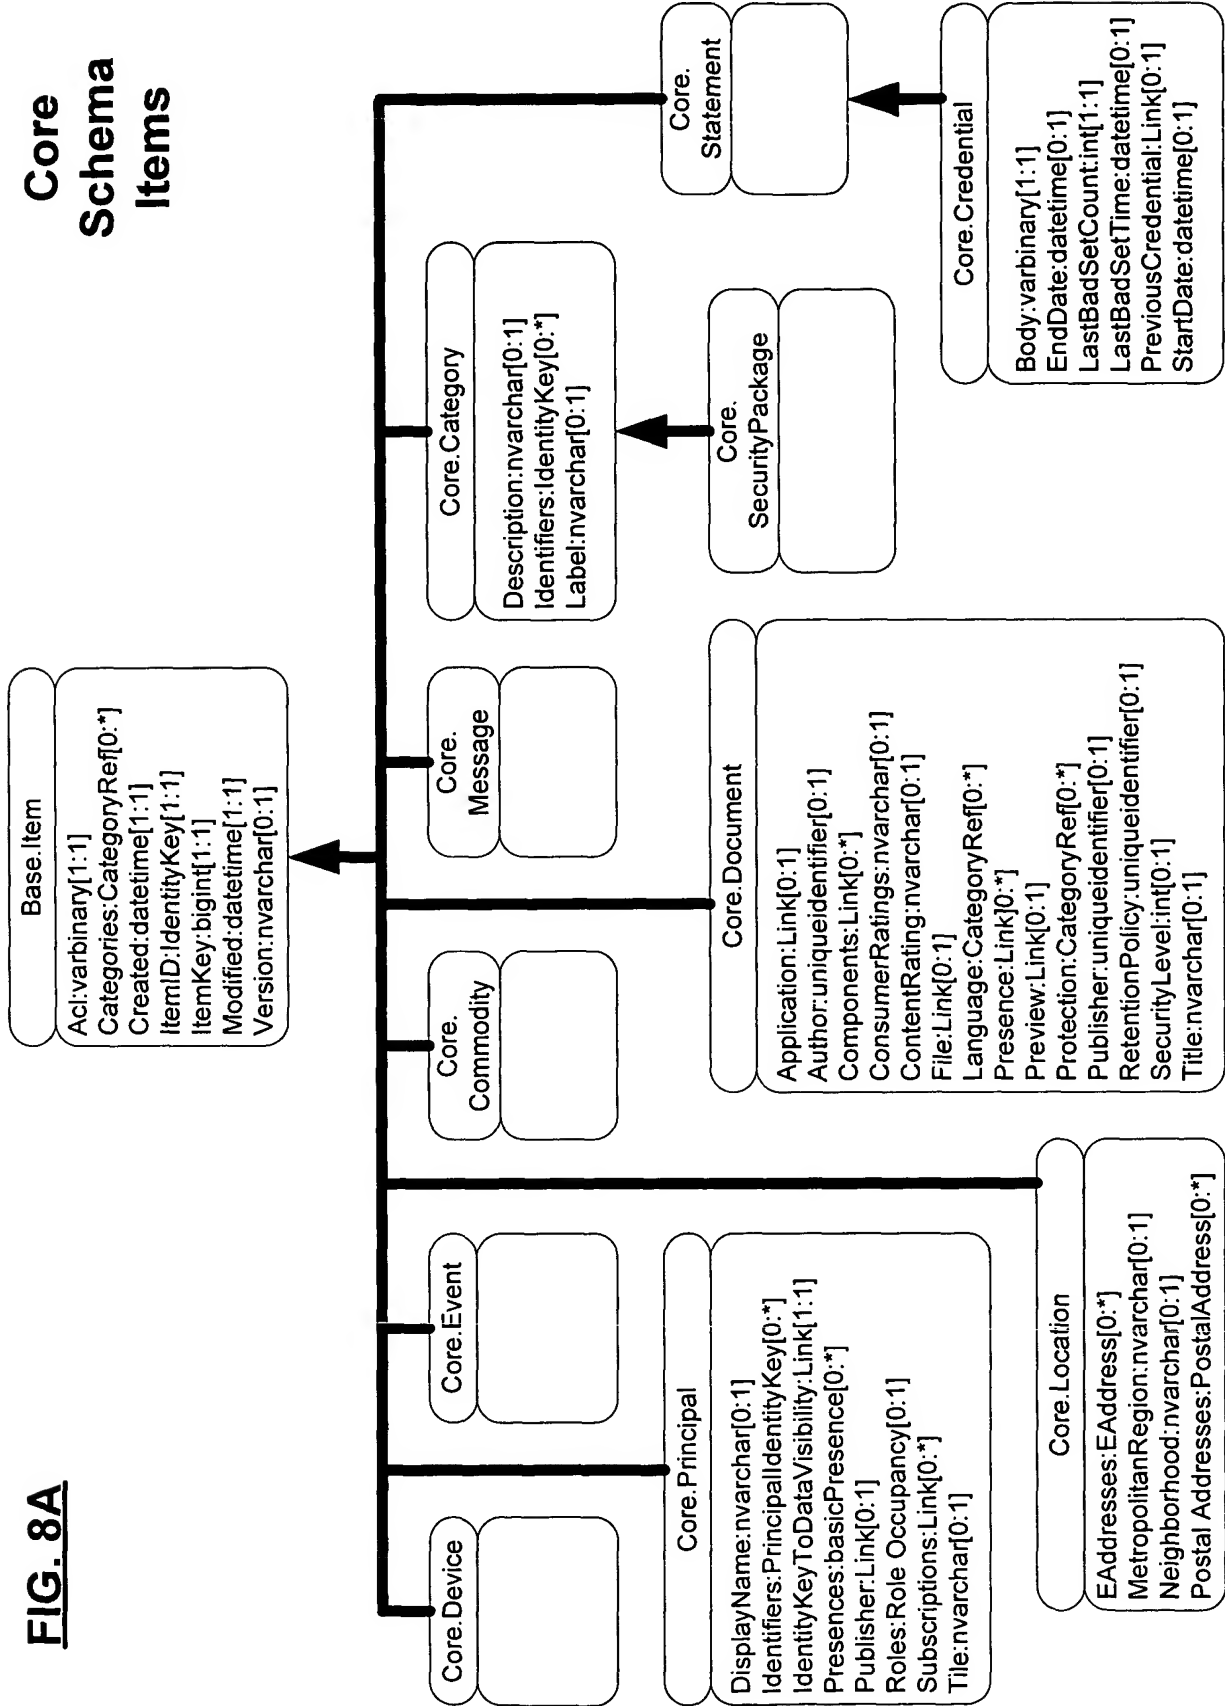 FIG. 8A
Core
Schema
Items
Base.Item
Acl:varbinary[1:1]
Categories:CategoryRef[0:*]
Created:datetime[1:1]
ItemID:IdentityKey[1:1]
ItemKey:bigint[1:1]
Modified:datetime[1:1]
Version:nvarchar[0:1]
Core.Device
Core.Event
Core.
Commodity
Core.
Message
Core.Category
Description:nvarchar[0:1]
Identifiers:IdentityKey[0:*]
Label:nvarchar[0:1]
Core.
Statement
Core.Principal
DisplayName:nvarchar[0:1]
Identifiers:PrincipalIdentityKey[0:*]
IdentityKeyToDataVisibility:Link[1:1]
Presences:basicPresence[0:*]
Publisher:Link[0:1]
Roles:Role Occupancy[0:1]
Subscriptions:Link[0:*]
Tile:nvarchar[0:1]
Core.Document
Application:Link[0:1]
Author:uniqueidentifier[0:1]
Components:Link[0:*]
ConsumerRatings:nvarchar[0:1]
ContentRating:nvarchar[0:1]
File:Link[0:1]
Language:CategoryRef[0:*]
Presence:Link]0:*]
Preview:Link[0:1]
Protection:CategoryRef[0:*]
Publisher:uniqueidentifier[0:1]
RetentionPolicy:uniqueidentifier[0:1]
SecurityLevel:int[0:1]
Title:nvarchar[0:1]
Core.
SecurityPackage
Core.Credential
Body:varbinary[1:1]
EndDate:datetime[0:1]
LastBadSetCount:int[1:1]
LastBadSetTime:datetime[0:1]
PreviousCredential:Link[0:1]
StartDate:datetime[0:1]
Core.Location
EAddresses:EAddress[0:*]
MetropolitanRegion:nvarchar[0:1]
Neighborhood:nvarchar[0:1]
Postal Addresses:PostalAddress[0:*]